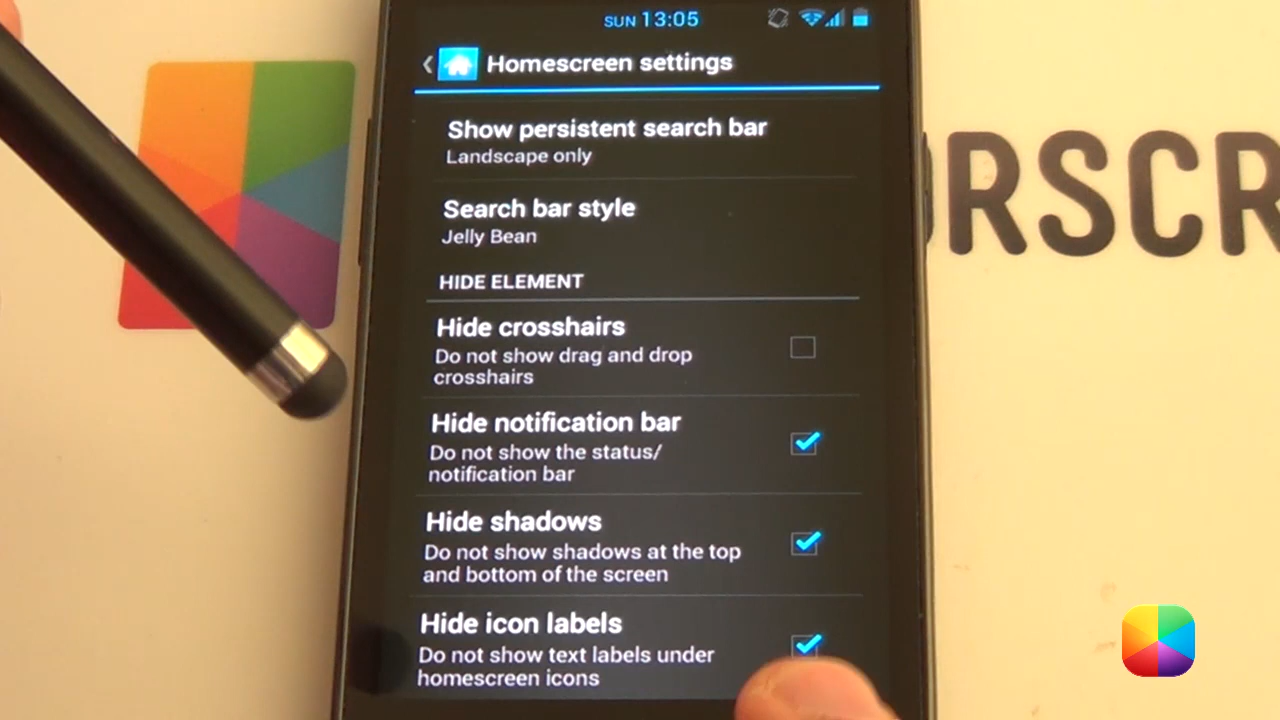 SUN 13:05
Homescreen settings
Show persistent search bar
Landscape only
Search bar style
Jelly Bean
HIDE ELEMENT
Hide crosshairs
Do not show drag and drop
crosshairs
Hide notification bar
Do not show the status/
notification bar
Hide shadows
Do not show shadows at the top
and bottom of the screen
Hide icon labels
Do not show text labels under
homescreen icons
RSCR